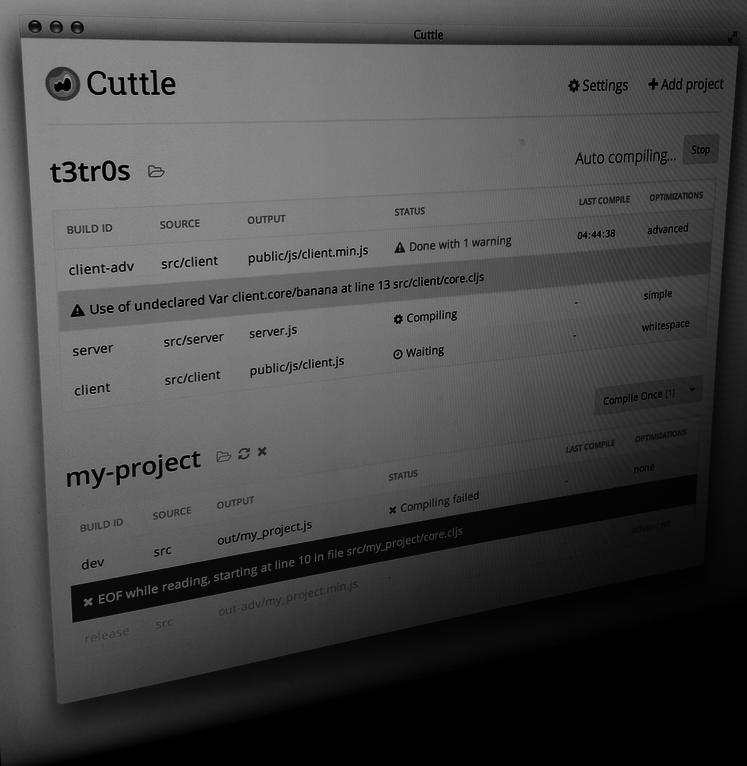 Cuttle
Cuttle
Settings Add project
t3tr0s Auto compiling... Stop
BUILD ID SOURCE OUTPUT STATUS LAST COMPILE OPTIMIZATIONS
client-adv src/client public/js/client.min.js Done with 1 warning 04:44:38 advanced
Use of undeclared Var client.core/banana at line 13 src/client/core.cljs
server src/server server.js Compiling - simple
client src/client public/js/client.js Waiting - whitespace
Compile Once [1]
my-project
BUILD ID SOURCE OUTPUT STATUS LAST COMPILE OPTIMIZATIONS
dev src out/my_project.js Compiling failed - none
EOF while reading, starting at line 10 in file src/my_project/core.cljs
release src out-adv/my_project.min.js - advanced